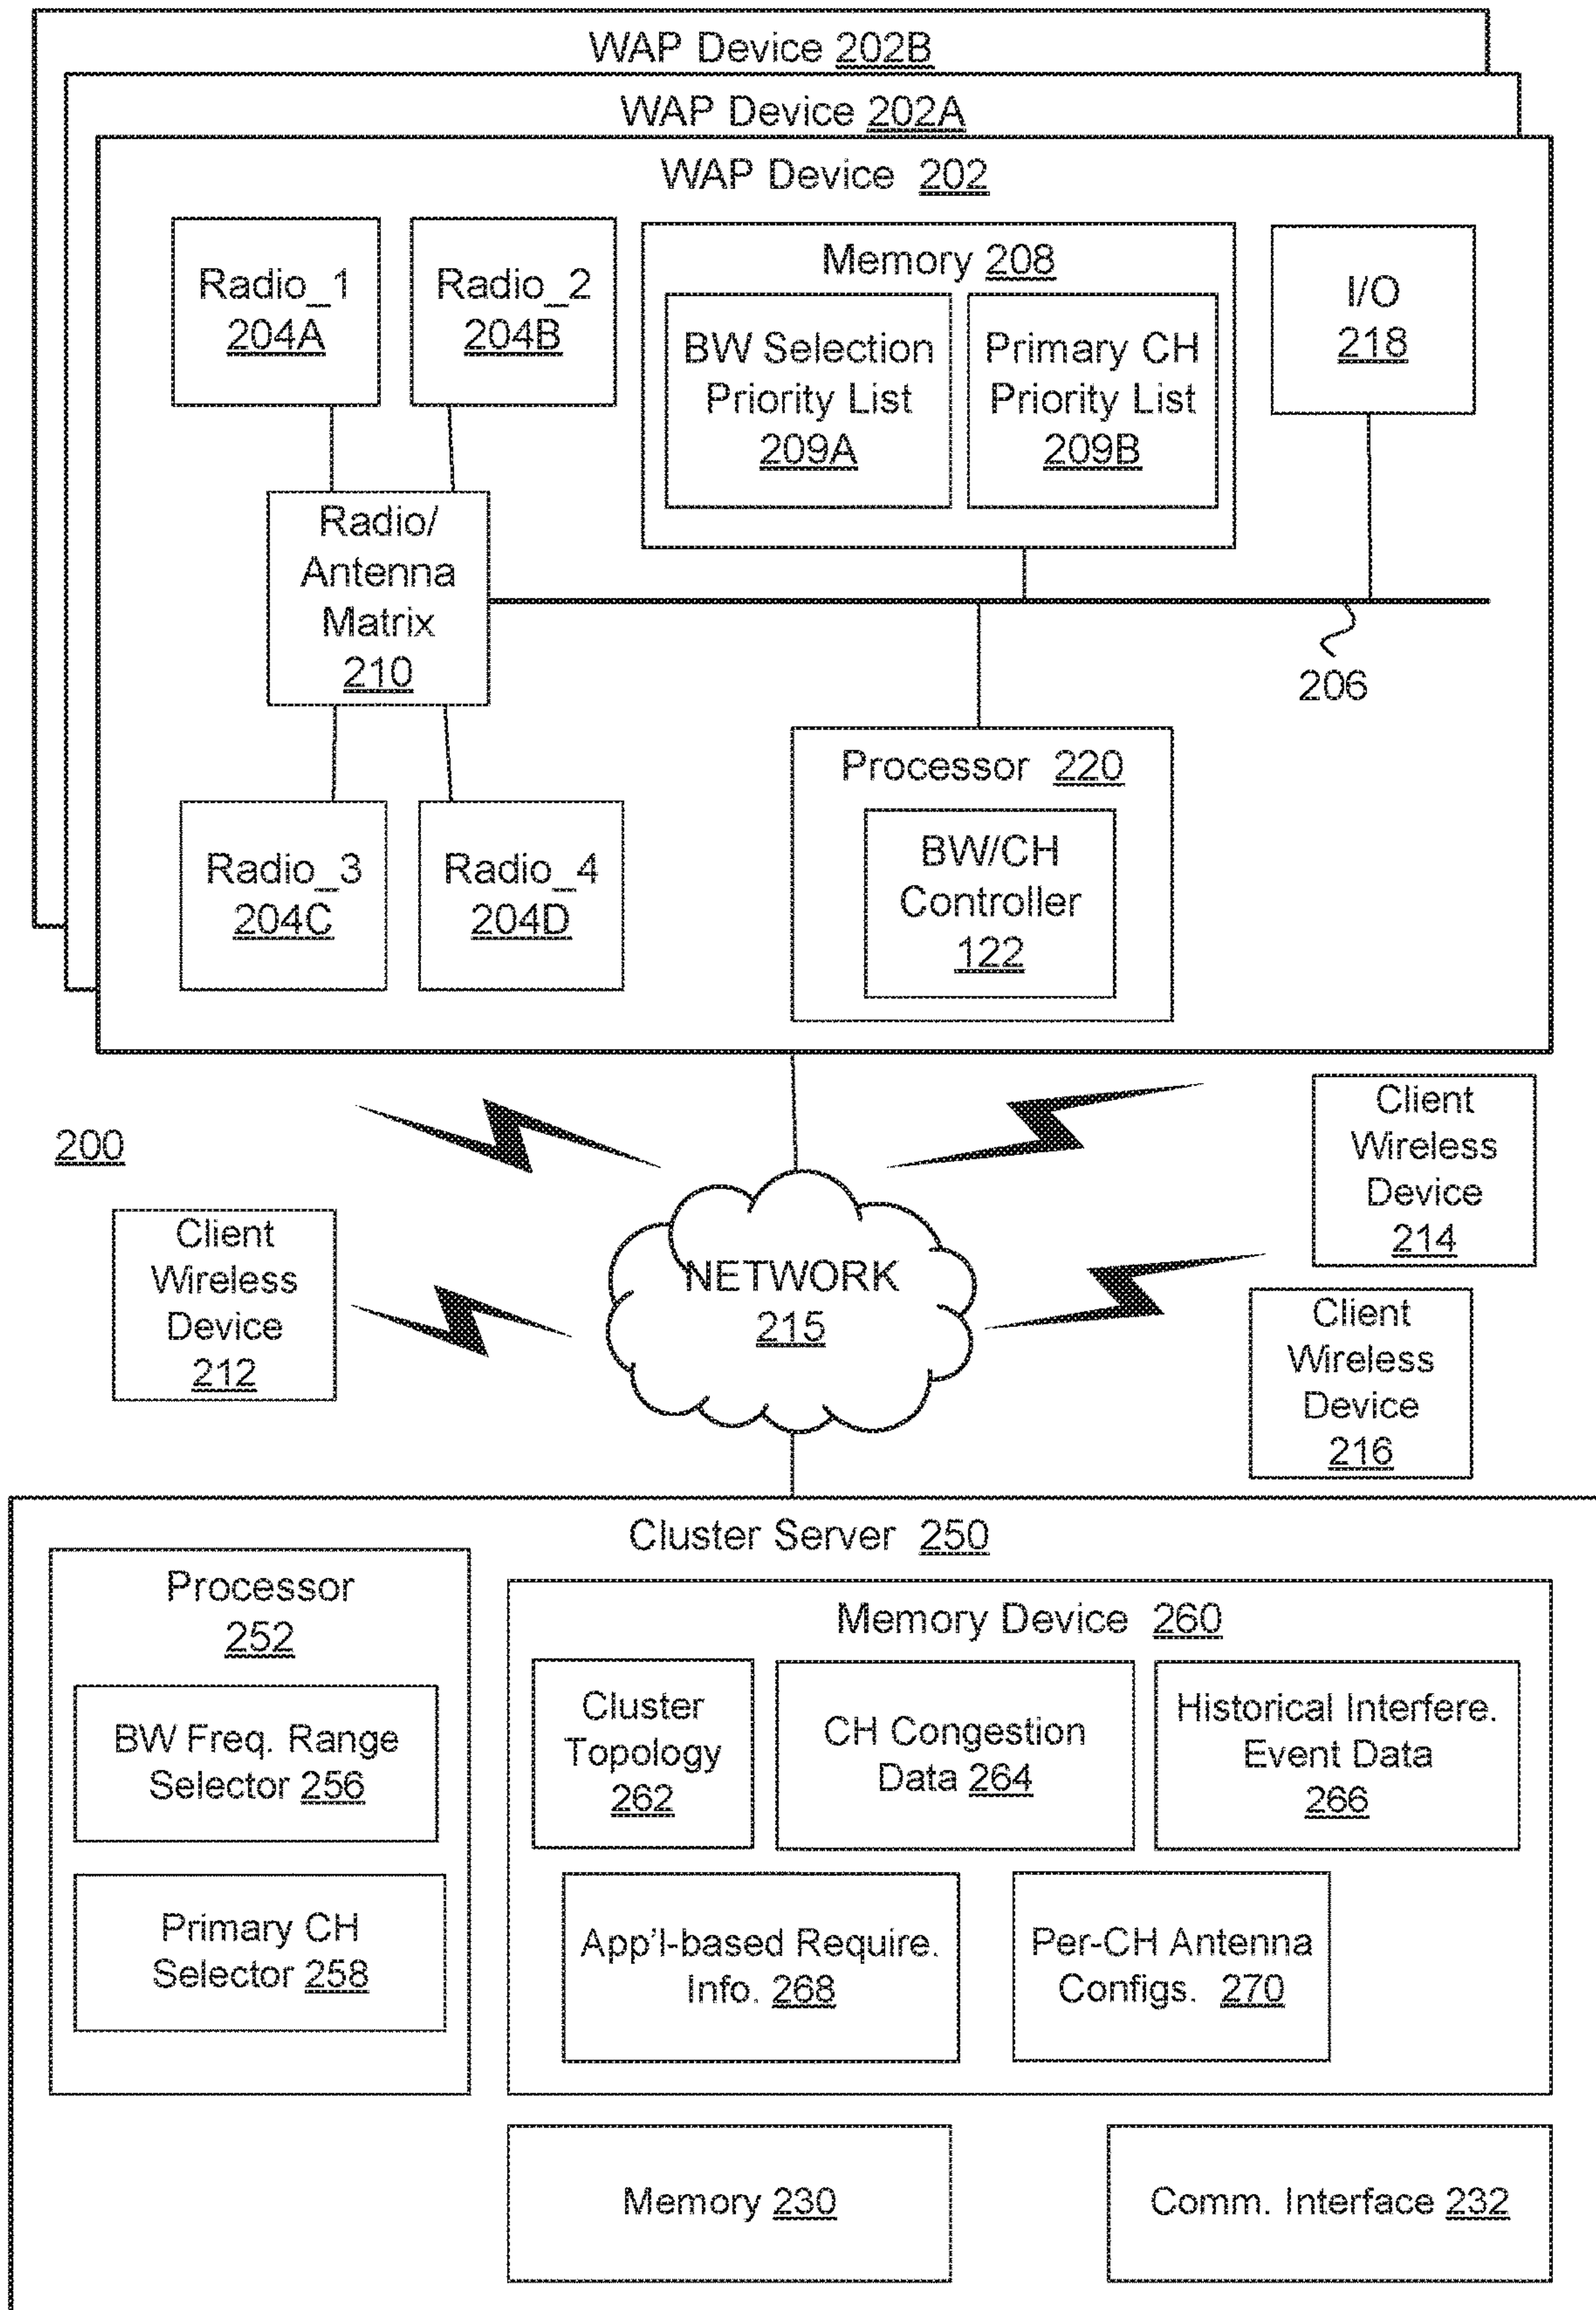 WAP Device 202B
WAP Device 202A
WAP Device 202
Radio_1
204A
Radio_2
204B
Memory 208
BW Selection
Priority List
209A
Primary CH
Priority List
209B
I/O
218
Radio/
Antenna
Matrix
210
206
Processor 220
BW/CH
Controller
122
Radio_3
204C
Radio_4
204D
200
Client
Wireless
Device
212
NETWORK
215
Client
Wireless
Device
214
Client
Wireless
Device
216
Cluster Server 250
Processor
252
BW Freq. Range
Selector 256
Primary CH
Selector 258
Memory Device 260
Cluster
Topology
262
CH Congestion
Data 264
Historical Interfere.
Event Data
266
App'l-based Require.
Info. 268
Per-CH Antenna
Configs. 270
Memory 230
Comm. Interface 232